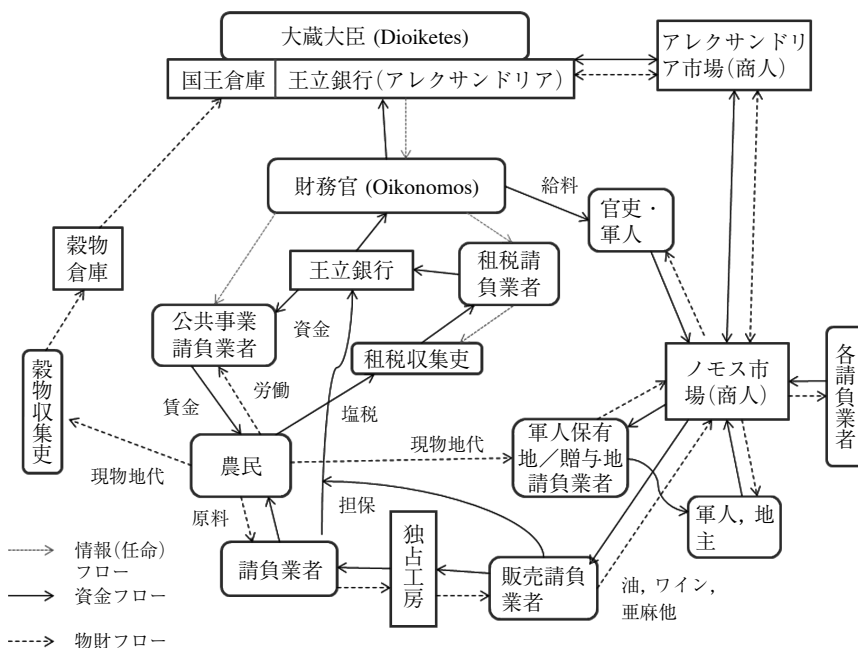 大蔵大臣 (Dioiketes)
国王倉庫
王立銀行(アレクサンドリア)
アレクサンドリ
ア市場(商人)
財務官 (Oikonomos)
給料
官吏・
軍人
穀物
倉庫
王立銀行
租税請
負業者
公共事業
請負業者
資金
租税収集吏
ノモス市
場(商人)
各請負業者
穀物収集吏
労働
賃金
塩税
現物地代
農民
現物地代
軍人保有
地/贈与地
請負業者
原料
担保
軍人, 地
主
請負業者
独占工房
販売請負
業者
油, ワイン,
亜麻他
情報(任命)
フロー
資金フロー
物財フロー